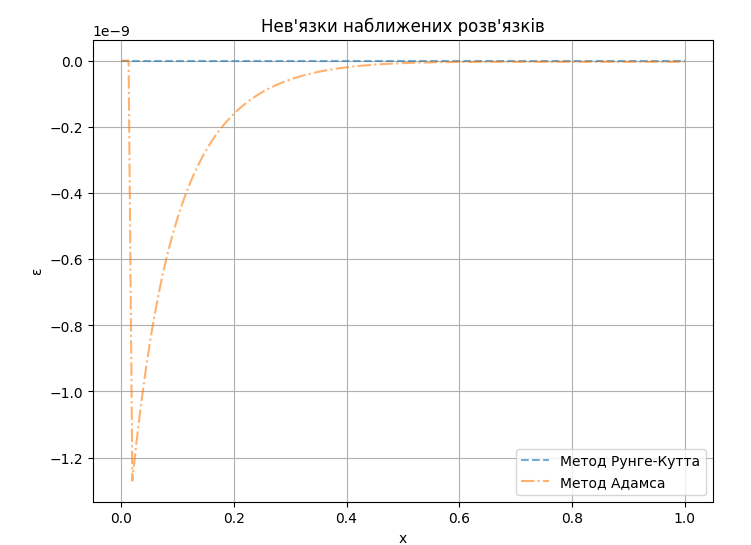 Нев'язки наближених розв'язків
1e−9
0.0
−0.2
−0.4
−0.6
−0.8
−1.0
−1.2
ε
0.0 0.2 0.4 0.6 0.8 1.0
x
Метод Рунге-Кутта
Метод Адамса